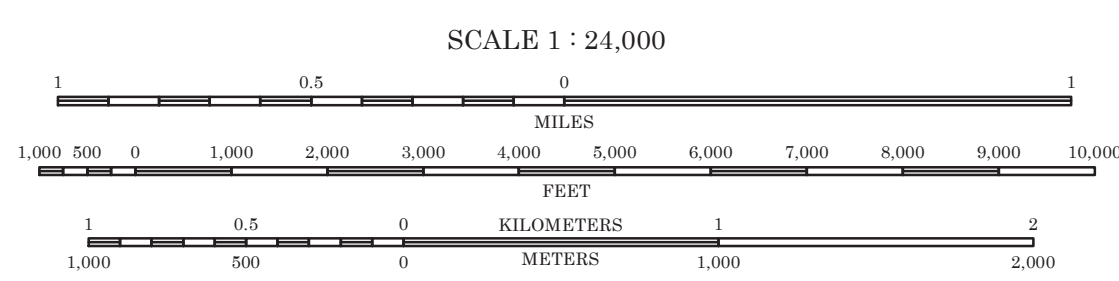 SCALE 1 : 24,000
1 0.5 0 1
MILES
1,000 500 0 1,000 2,000 3,000 4,000 5,000 6,000 7,000 8,000 9,000 10,000
FEET
1 0.5 0 KILOMETERS 1 2
1,000 500 0 METERS 1,000 2,000